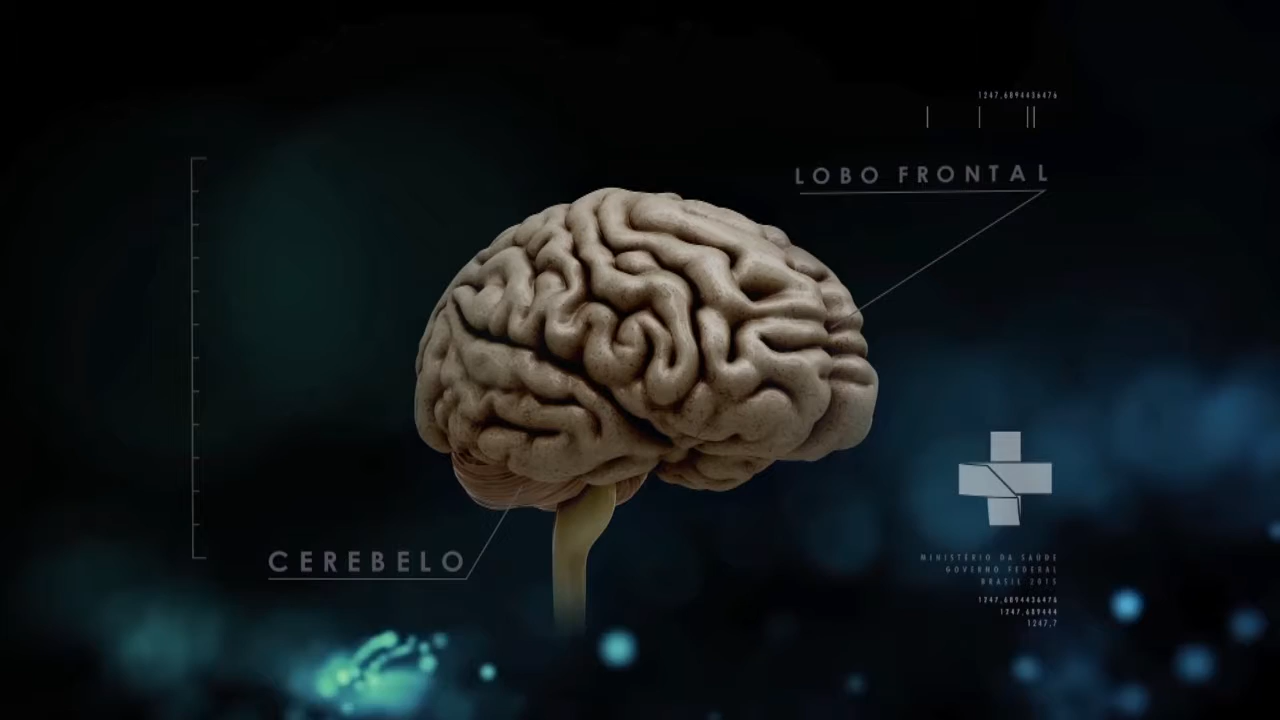 1247,6894436476
LOBO FRONTAL
CEREBELO
MINISTÉRIO DA SAÚDE
GOVERNO FEDERAL
BRASIL 2015
1247,6894436476
1247,689444
1247,7